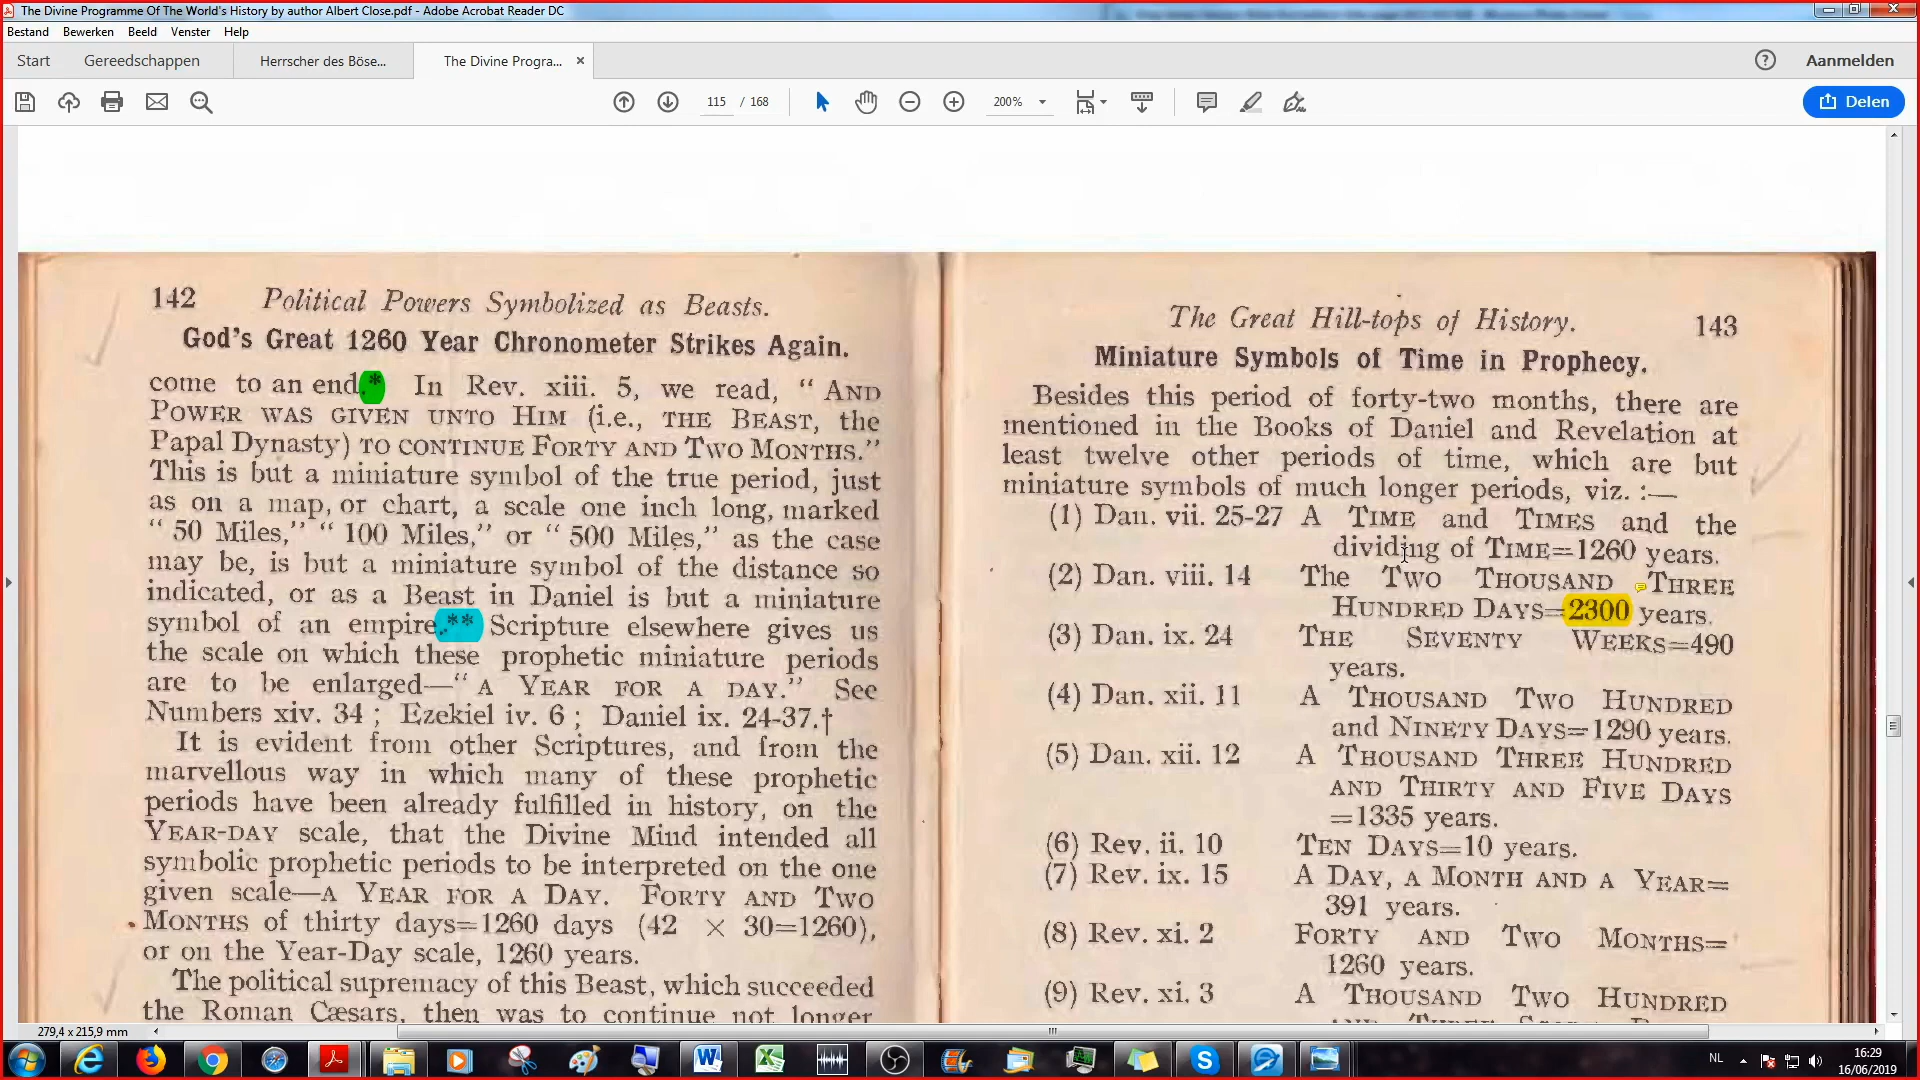 The Divine Programme Of The World's History by author Albert Close.pdf - Adobe Acrobat Reader DC
Bestand Bewerken Beeld Venster Help
Start Gereedschappen Herrscher des Böse... The Divine Progra... × Aanmelden
115 / 168 200% Delen
142 Political Powers Symbolized as Beasts.
God's Great 1260 Year Chronometer Strikes Again.
come to an end.* In Rev. xiii. 5, we read, " AND
POWER WAS GIVEN UNTO HIM (i.e., THE BEAST, the
Papal Dynasty) TO CONTINUE FORTY AND TWO MONTHS."
This is but a miniature symbol of the true period, just
as on a map, or chart, a scale one inch long, marked
" 50 Miles," " 100 Miles," or " 500 Miles," as the case
may be, is but a miniature symbol of the distance so
indicated, or as a Beast in Daniel is but a miniature
symbol of an empire.** Scripture elsewhere gives us
the scale on which these prophetic miniature periods
are to be enlarged—" A YEAR FOR A DAY." See
Numbers xiv. 34 ; Ezekiel iv. 6 ; Daniel ix. 24-37.†
It is evident from other Scriptures, and from the
marvellous way in which many of these prophetic
periods have been already fulfilled in history, on the
YEAR-DAY scale, that the Divine Mind intended all
symbolic prophetic periods to be interpreted on the one
given scale—A YEAR FOR A DAY. FORTY AND TWO
MONTHS of thirty days=1260 days (42 × 30=1260),
or on the Year-Day scale, 1260 years.
The political supremacy of this Beast, which succeeded
the Roman Cæsars, then was to continue not longer
The Great Hill-tops of History. 143
Miniature Symbols of Time in Prophecy.
Besides this period of forty-two months, there are
mentioned in the Books of Daniel and Revelation at
least twelve other periods of time, which are but
miniature symbols of much longer periods, viz. :—
(1) Dan. vii. 25-27 A TIME and TIMES and the
dividing of TIME=1260 years.
(2) Dan. viii. 14 The TWO THOUSAND THREE
HUNDRED DAYS=2300 years.
(3) Dan. ix. 24 THE SEVENTY WEEKS=490
years.
(4) Dan. xii. 11 A THOUSAND TWO HUNDRED
and NINETY DAYS=1290 years.
(5) Dan. xii. 12 A THOUSAND THREE HUNDRED
AND THIRTY AND FIVE DAYS
=1335 years.
(6) Rev. ii. 10 TEN DAYS=10 years.
(7) Rev. ix. 15 A DAY, A MONTH AND A YEAR=
391 years.
(8) Rev. xi. 2 FORTY AND TWO MONTHS=
1260 years.
(9) Rev. xi. 3 A THOUSAND TWO HUNDRED
279,4 x 215,9 mm
NL 16:29
16/06/2019